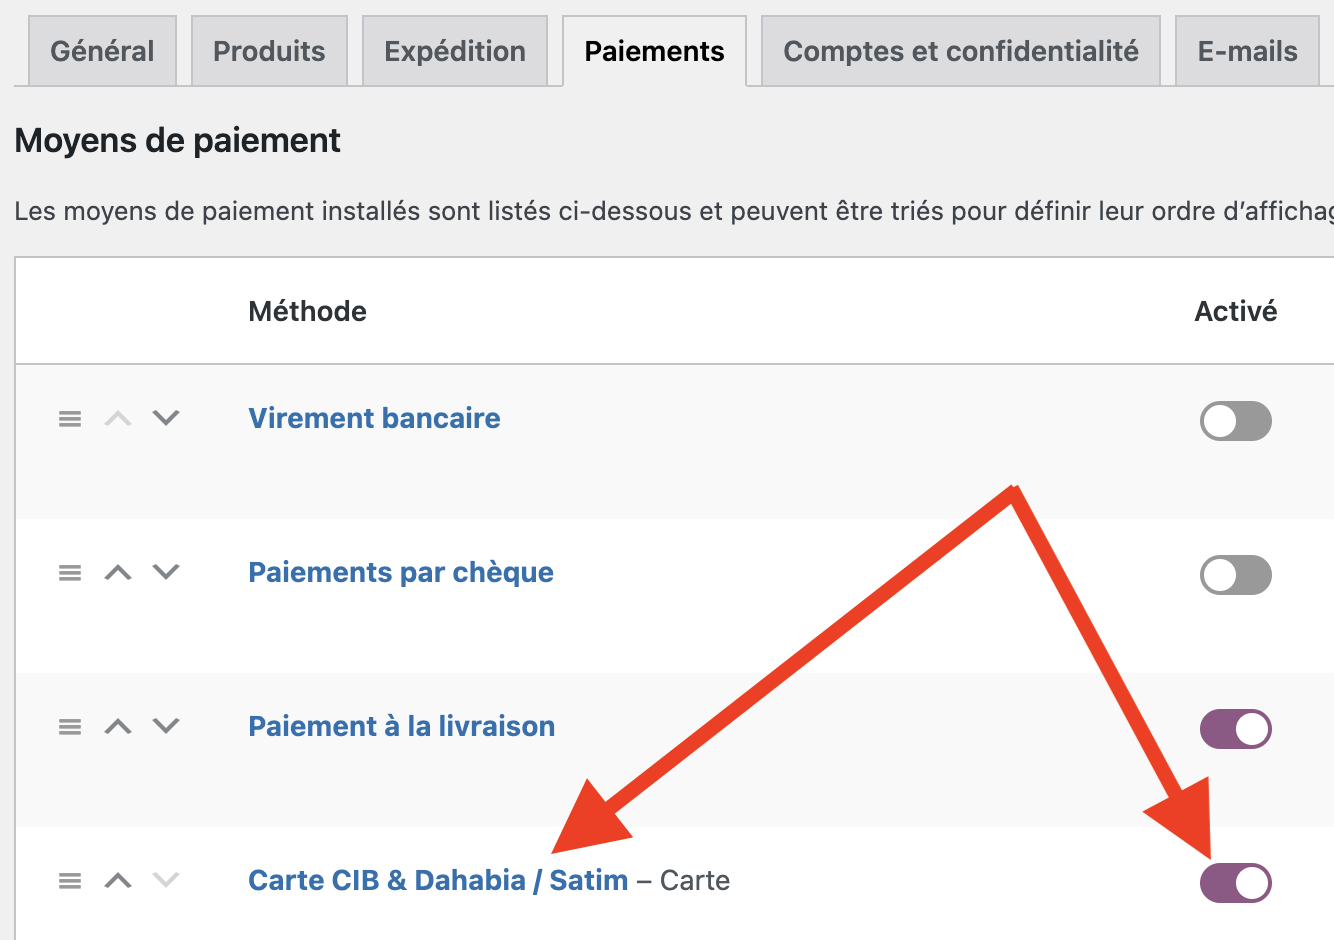 Général Produits Expédition Paiements Comptes et confidentialité E-mails
Moyens de paiement
Les moyens de paiement installés sont listés ci-dessous et peuvent être triés pour définir leur ordre
Méthode Activé
Virement bancaire
Paiements par chèque
Paiement à la livraison
Carte CIB & Dahabia / Satim – Carte